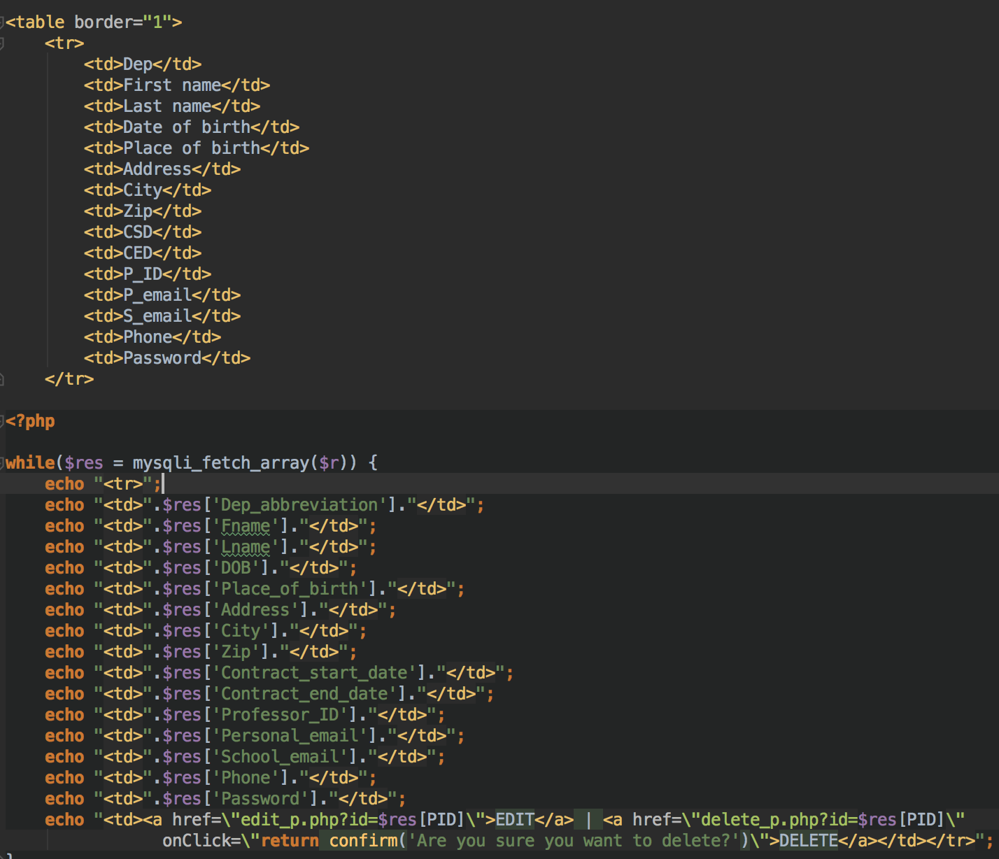 <table border="1">
    <tr>
        <td>Dep</td>
        <td>First name</td>
        <td>Last name</td>
        <td>Date of birth</td>
        <td>Place of birth</td>
        <td>Address</td>
        <td>City</td>
        <td>Zip</td>
        <td>CSD</td>
        <td>CED</td>
        <td>P_ID</td>
        <td>P_email</td>
        <td>S_email</td>
        <td>Phone</td>
        <td>Password</td>
    </tr>

<?php

while($res = mysqli_fetch_array($r)) {
    echo "<tr>";
    echo "<td>".$res['Dep_abbreviation']."</td>";
    echo "<td>".$res['Fname']."</td>";
    echo "<td>".$res['Lname']."</td>";
    echo "<td>".$res['DOB']."</td>";
    echo "<td>".$res['Place_of_birth']."</td>";
    echo "<td>".$res['Address']."</td>";
    echo "<td>".$res['City']."</td>";
    echo "<td>".$res['Zip']."</td>";
    echo "<td>".$res['Contract_start_date']."</td>";
    echo "<td>".$res['Contract_end_date']."</td>";
    echo "<td>".$res['Professor_ID']."</td>";
    echo "<td>".$res['Personal_email']."</td>";
    echo "<td>".$res['School_email']."</td>";
    echo "<td>".$res['Phone']."</td>";
    echo "<td>".$res['Password']."</td>";
    echo "<td><a href=\"edit_p.php?id=$res[PID]\">EDIT</a> | <a href=\"delete_p.php?id=$res[PID]\"
                onClick=\"return confirm('Are you sure you want to delete?')\">DELETE</a></td></tr>";
}